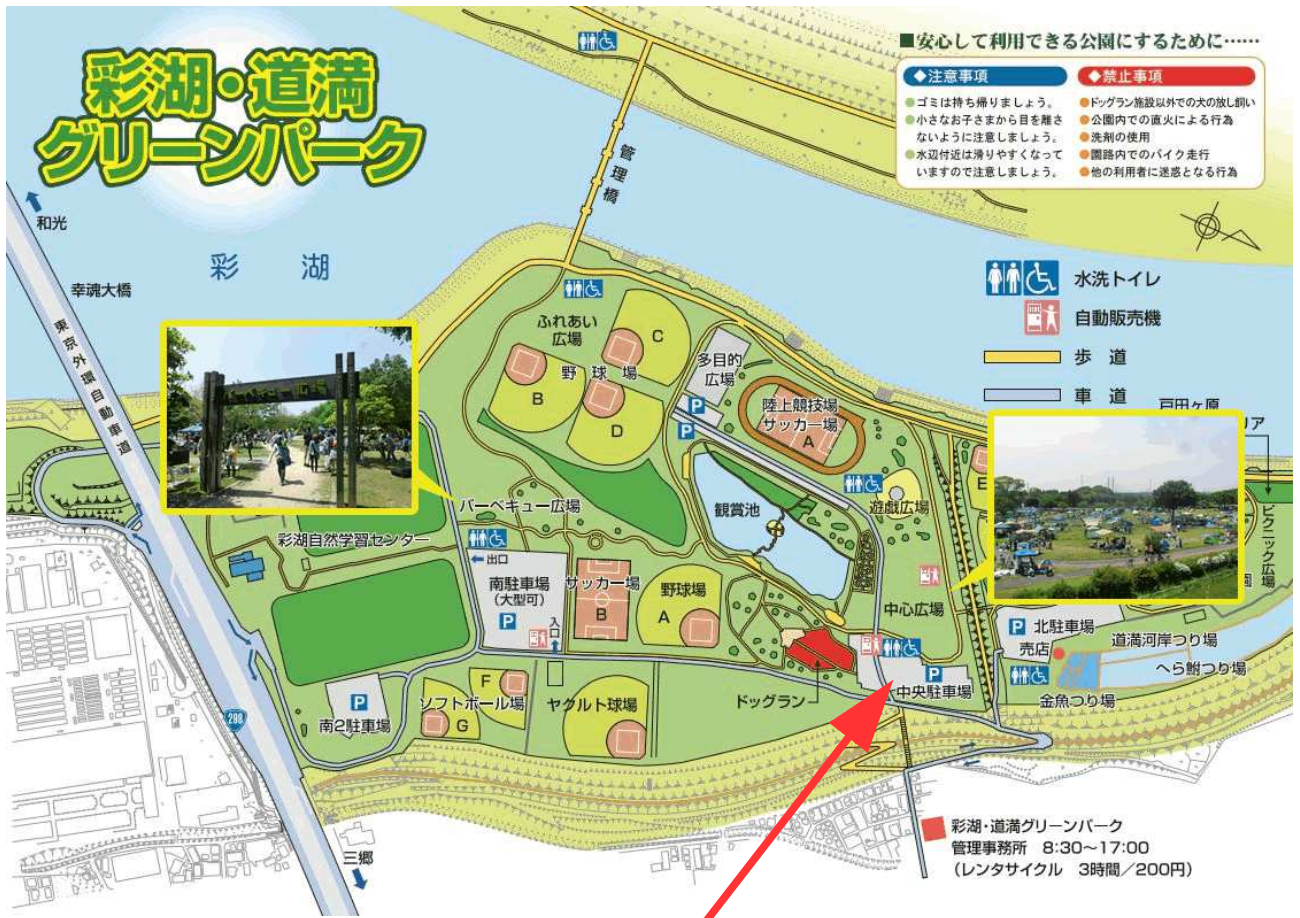 彩湖・道満
グリーンパーク
■安心して利用できる公園にするために……
◆注意事項
●ゴミは持ち帰りましょう。
●小さなお子さまから目を離さ
ないように注意しましょう。
●水辺付近は滑りやすくなって
いますので注意しましょう。
◆禁止事項
●ドッグラン施設以外での犬の放し飼い
●公園内での直火による行為
●洗剤の使用
●園路内でのバイク走行
●他の利用者に迷惑となる行為
管理橋
和光
彩湖
幸魂大橋
東京外環自動車道
水洗トイレ
自動販売機
歩道
車道
戸田ヶ原
リア
ふれあい
広場
野球場
C
B
D
多目的
広場
P
P
陸上競技場
サッカー場
A
E
遊戯広場
観賞池
バーベキュー広場
彩湖自然学習センター
出口
南駐車場
(大型可)
P
入口
サッカー場
B
野球場
A
中心広場
ピクニック広場
園
P 北駐車場
売店
道満河岸つり場
へら鮒つり場
金魚つり場
P
中央駐車場
ドッグラン
P
南2駐車場
298
ソフトボール場
F
G
ヤクルト球場
三郷
彩湖・道満グリーンパーク
管理事務所 8:30～17:00
(レンタサイクル 3時間／200円)